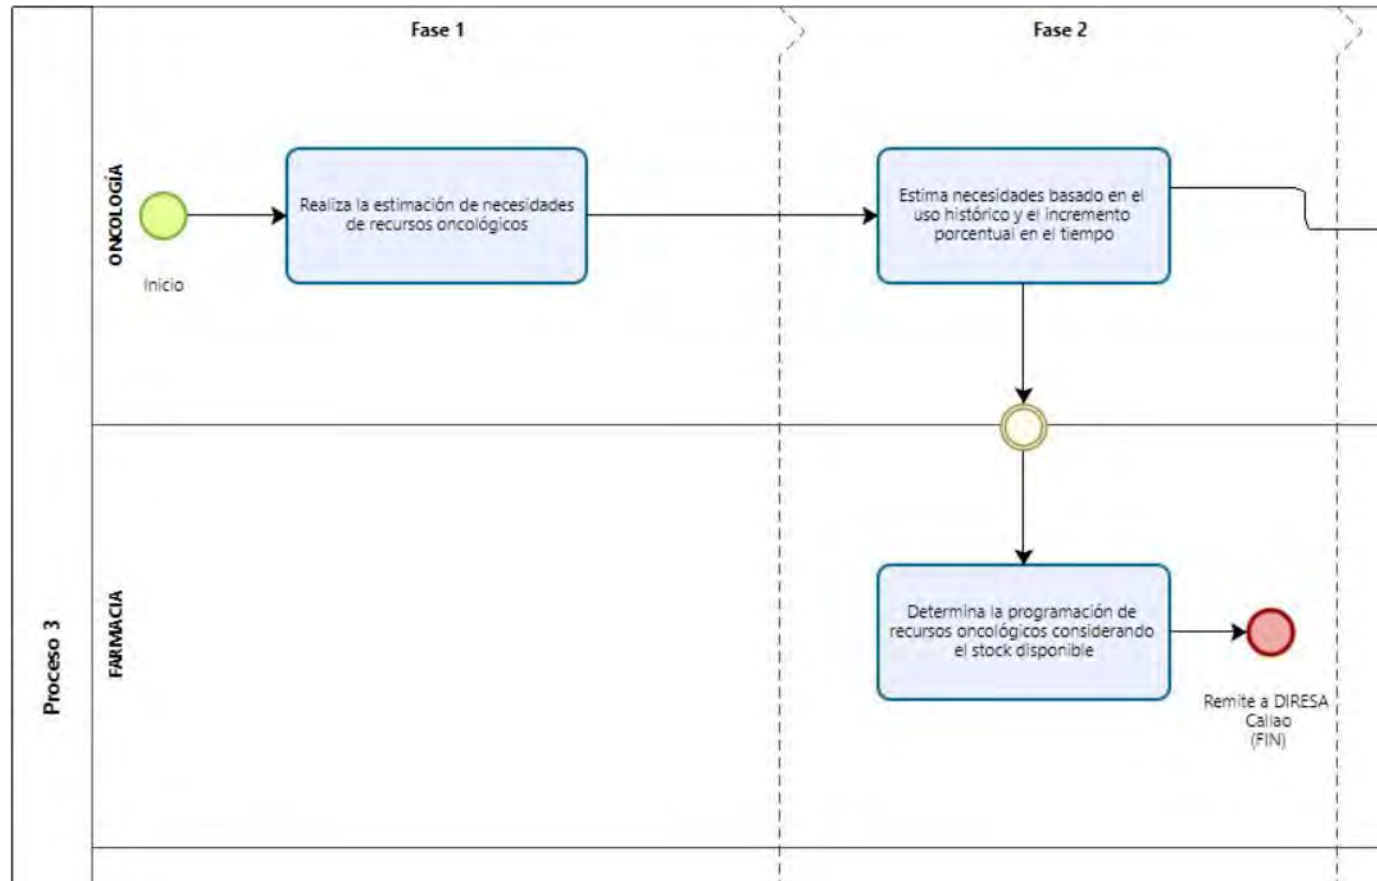 Fase 1
Fase 2
Proceso 3
ONCOLOGÍA
Inicio
Realiza la estimación de necesidades
de recursos oncológicos
Estima necesidades basado en el
uso histórico y el incremento
porcentual en el tiempo
FARMACIA
Determina la programación de
recursos oncológicos considerando
el stock disponible
Remite a DIRESA
Callao
(FIN)